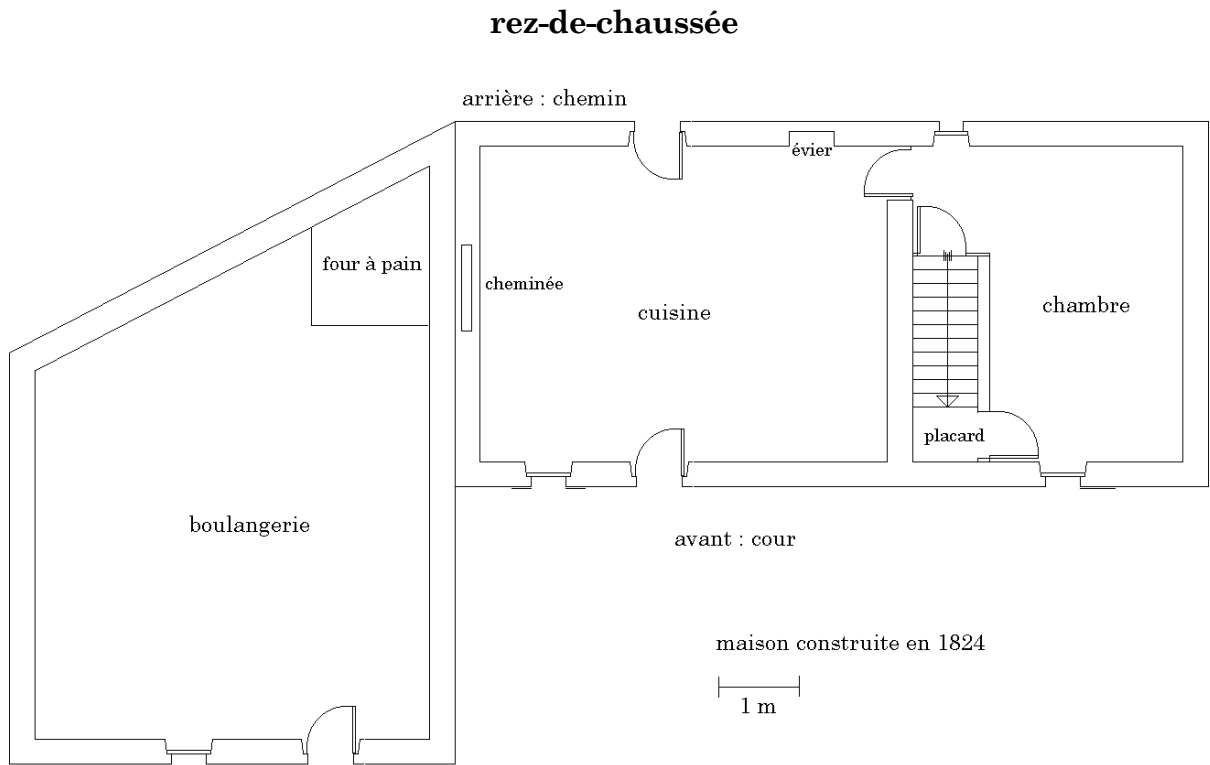 rez-de-chaussée
arrière : chemin
évier
four à pain
cheminée
cuisine
chambre
placard
boulangerie
avant : cour
maison construite en 1824
1 m